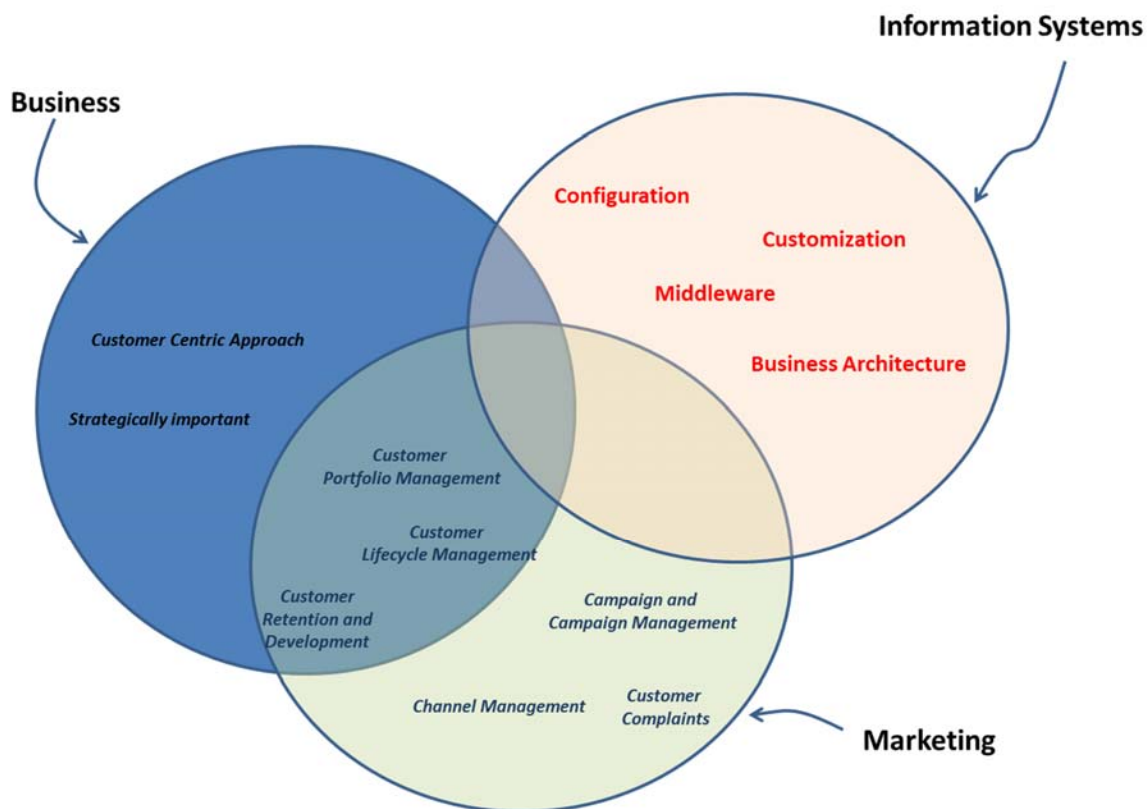 Information Systems
Business
Configuration
Customization
Middleware
Customer Centric Approach
Business Architecture
Strategically important
Customer
Portfolio Management
Customer
Lifecycle Management
Customer
Retention and
Development
Campaign and
Campaign Management
Channel Management
Customer
Complaints
Marketing